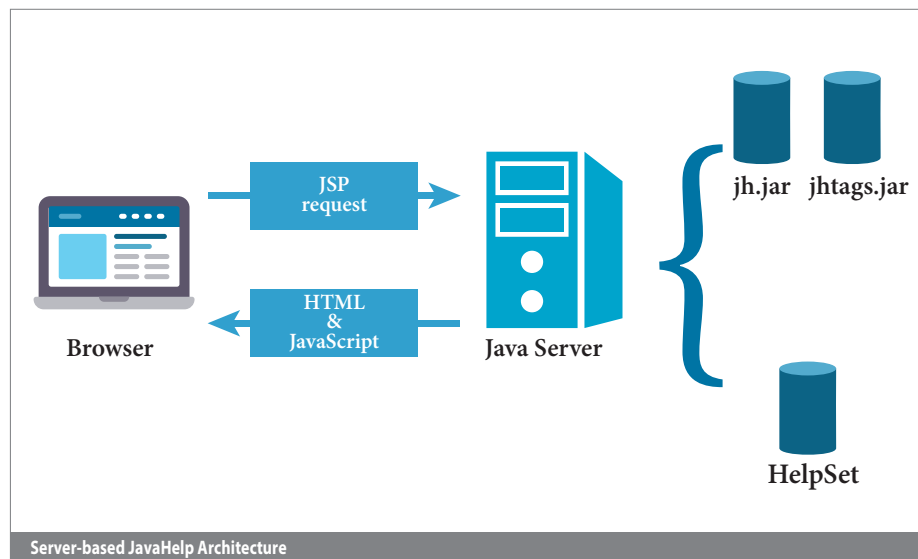 JSP
request
HTML
&
JavaScript
Browser
Java Server
jh.jar
jhtags.jar
HelpSet
Server-based JavaHelp Architecture